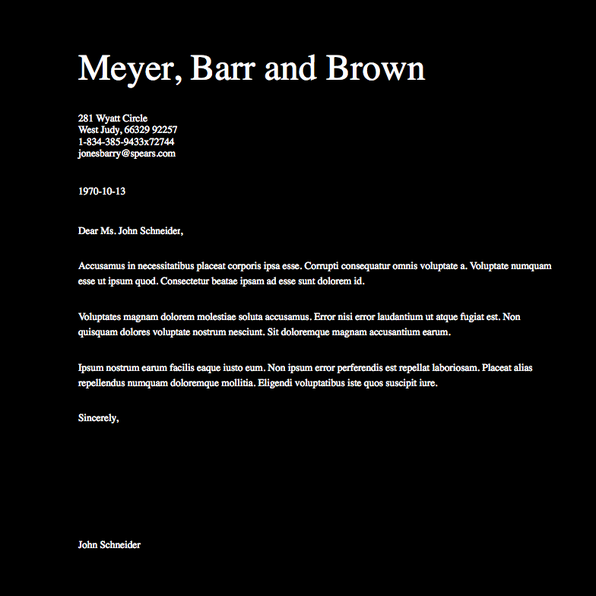 Meyer, Barr and Brown
281 Wyatt Circle
West Judy, 66329 92257
1-834-385-9433x72744
jonesbarry@spears.com
1970-10-13
Dear Ms. John Schneider,
Accusamus in necessitatibus placeat corporis ipsa esse. Corrupti consequatur omnis voluptate a. Voluptate numquam
esse ut ipsum quod. Consectetur beatae ipsam ad esse sunt dolorem id.
Voluptates magnam dolorem molestiae soluta accusamus. Error nisi error laudantium ut atque fugiat est. Non
quisquam dolores voluptate nostrum nesciunt. Sit doloremque magnam accusantium earum.
Ipsum nostrum earum facilis eaque iusto eum. Non ipsum error perferendis est repellat laboriosam. Placeat alias
repellendus numquam doloremque mollitia. Eligendi voluptatibus iste quos suscipit iure.
Sincerely,
John Schneider